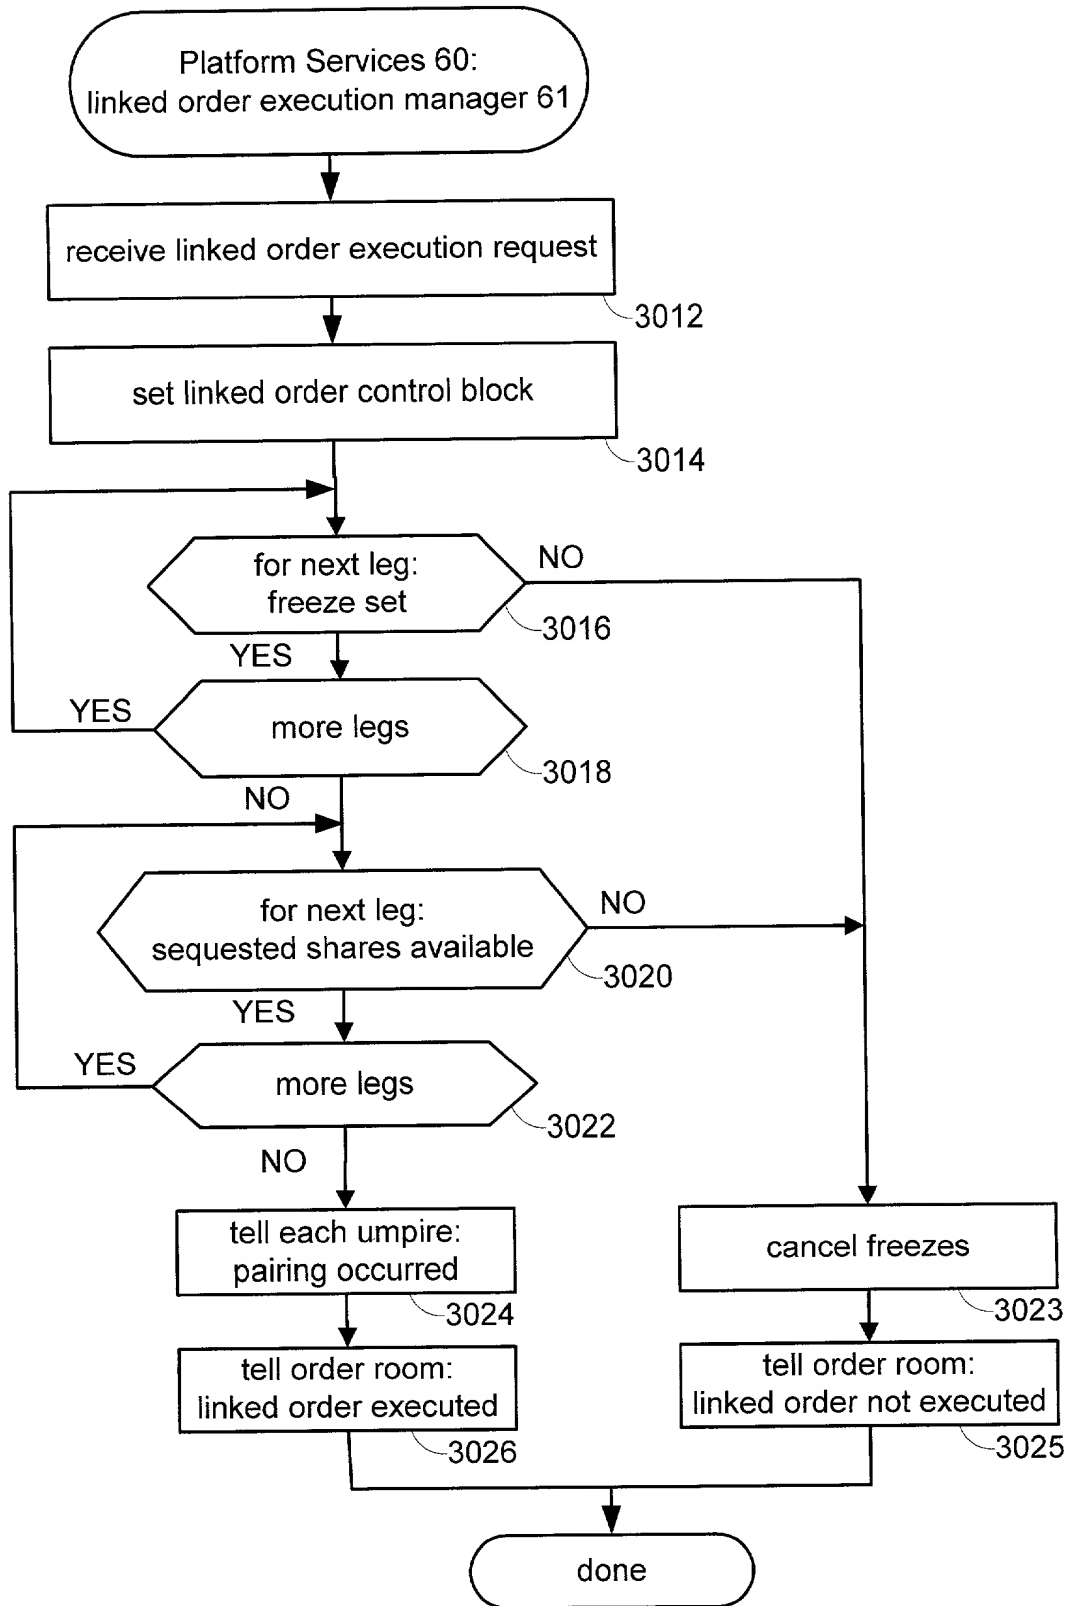 Platform Services 60:
linked order execution manager 61
receive linked order execution request
3012
set linked order control block
3014
for next leg:
freeze set
NO
3016
YES
YES
more legs
3018
NO
for next leg:
sequested shares available
NO
3020
YES
YES
more legs
3022
NO
tell each umpire:
pairing occurred
3024
cancel freezes
3023
tell order room:
linked order executed
3026
tell order room:
linked order not executed
3025
done